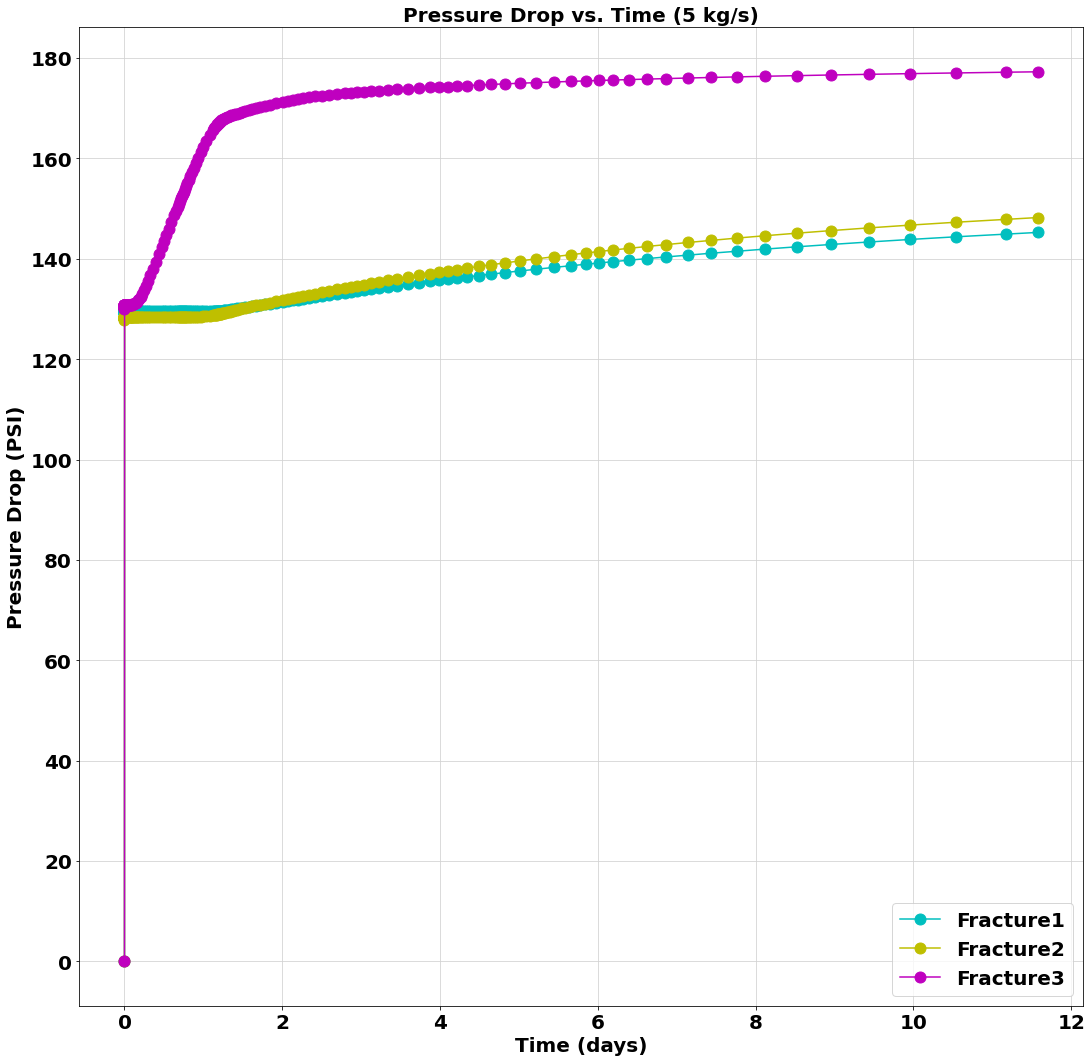 Pressure Drop vs. Time (5 kg/s)
180
160
140
120
100
80
60
40
20
0
Pressure Drop (PSI)
0 2 4 6 8 10 12
Time (days)
Fracture1
Fracture2
Fracture3